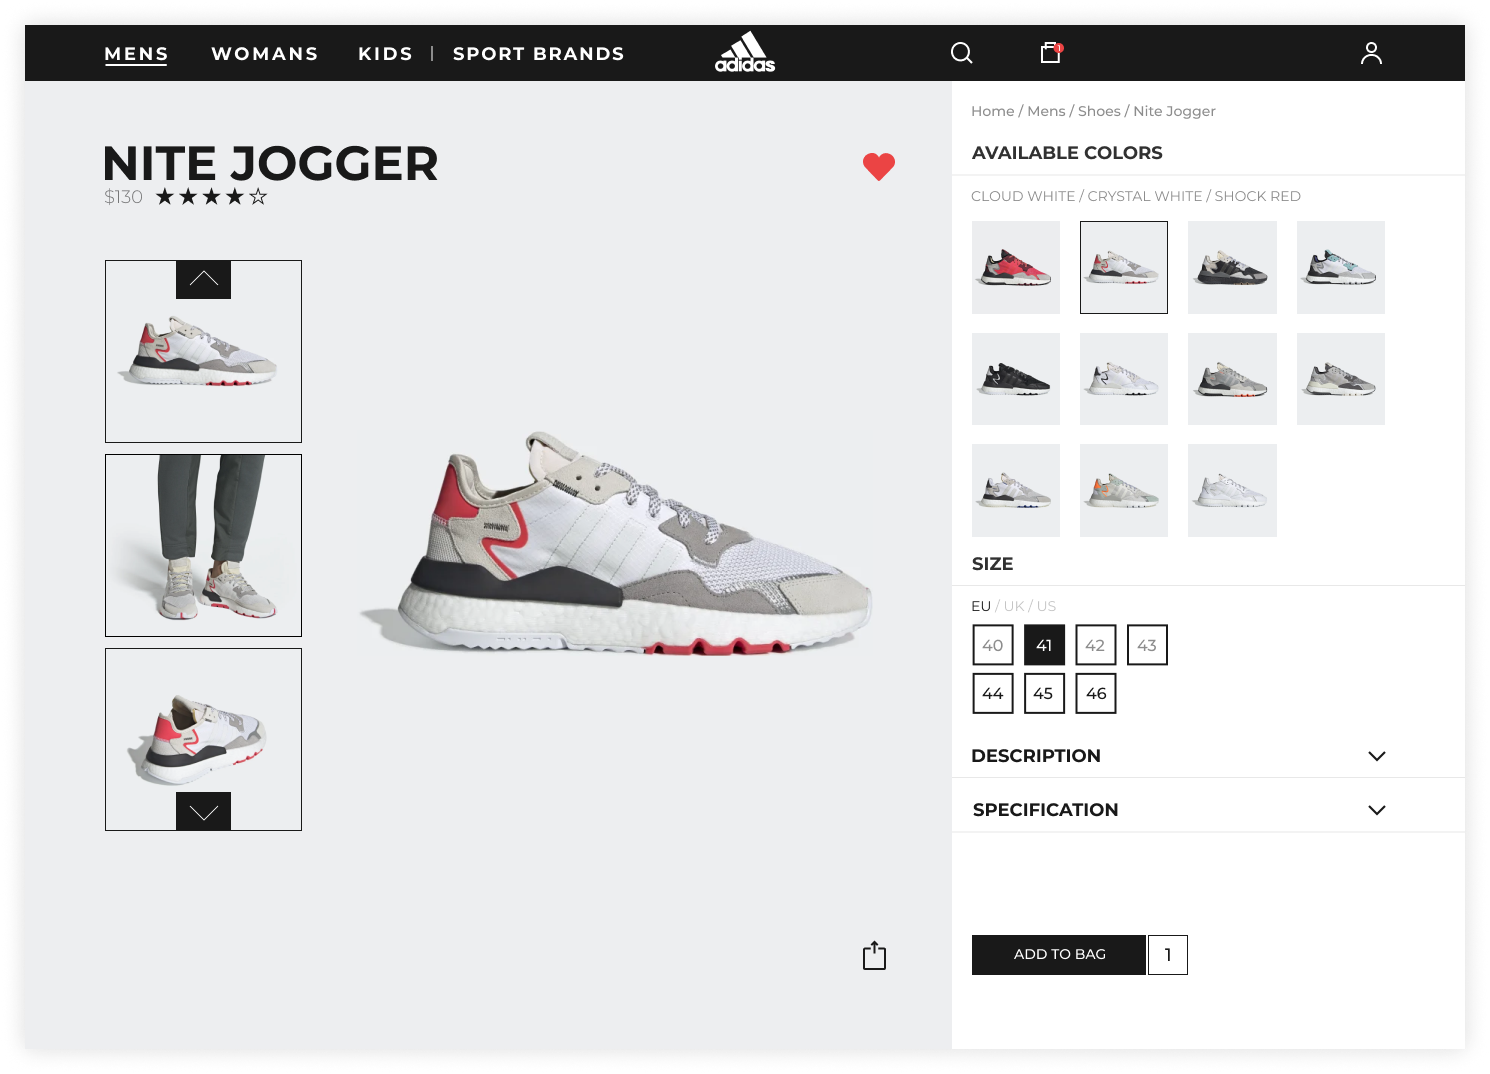 MENS
WOMANS
KIDS
SPORT BRANDS
adidas
1
NITE JOGGER
$130
Home / Mens / Shoes / Nite Jogger
AVAILABLE COLORS
CLOUD WHITE / CRYSTAL WHITE / SHOCK RED
SIZE
EU / UK / US
40 41 42 43
44 45 46
DESCRIPTION
SPECIFICATION
ADD TO BAG
1